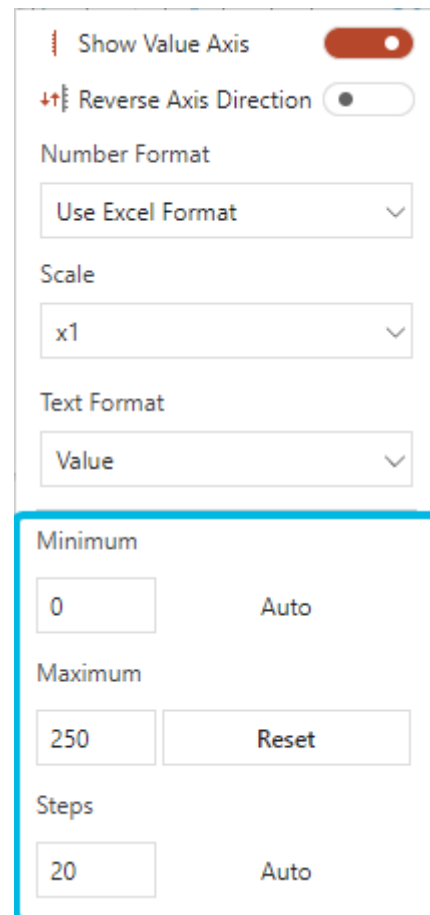 Show Value Axis
Reverse Axis Direction
Number Format
Use Excel Format
Scale
x1
Text Format
Value
Minimum
0 Auto
Maximum
250 Reset
Steps
20 Auto